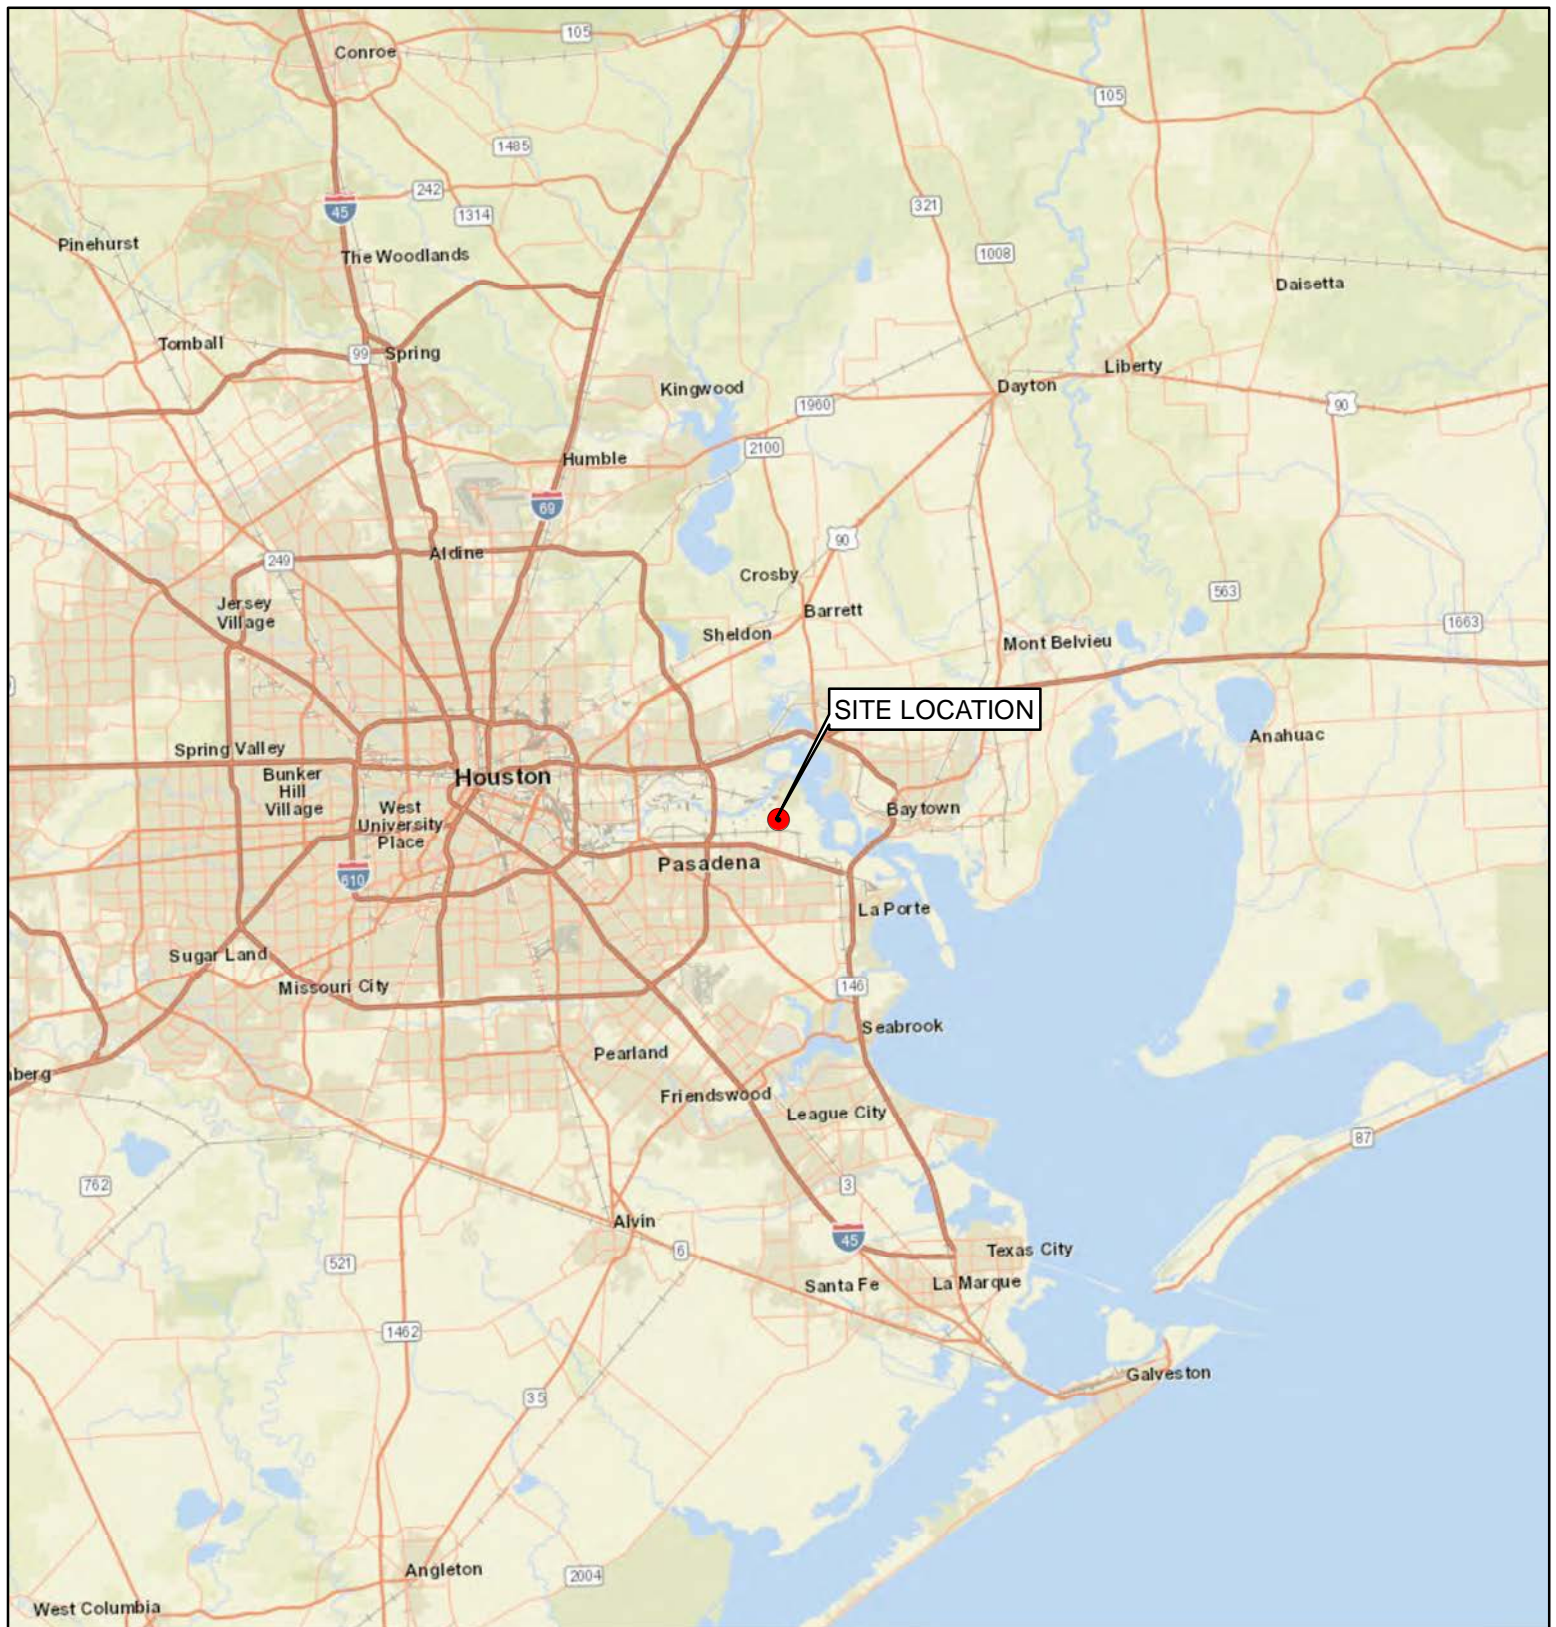 105
Conroe
105
1485
242
45
1314
321
Pinehurst
The Woodlands
1008
Daisetta
Tomball
99
Spring
Liberty
Kingwood
Dayton
1960
90
2100
Humble
69
90
Aldine
249
Crosby
563
Jersey
Village
Barrett
1663
Sheldon
Mont Belvieu
SITE LOCATION
Anahuac
Spring Valley
Houston
Bunker
Hill
Village
West
University
Place
Baytown
Pasadena
610
La Porte
Sugar Land
Missouri City
146
Seabrook
Pearland
berg
Friendswood
League City
87
762
3
Alvin
45
6
Texas City
521
Santa Fe
La Marque
1462
Galveston
35
Angleton
2004
West Columbia